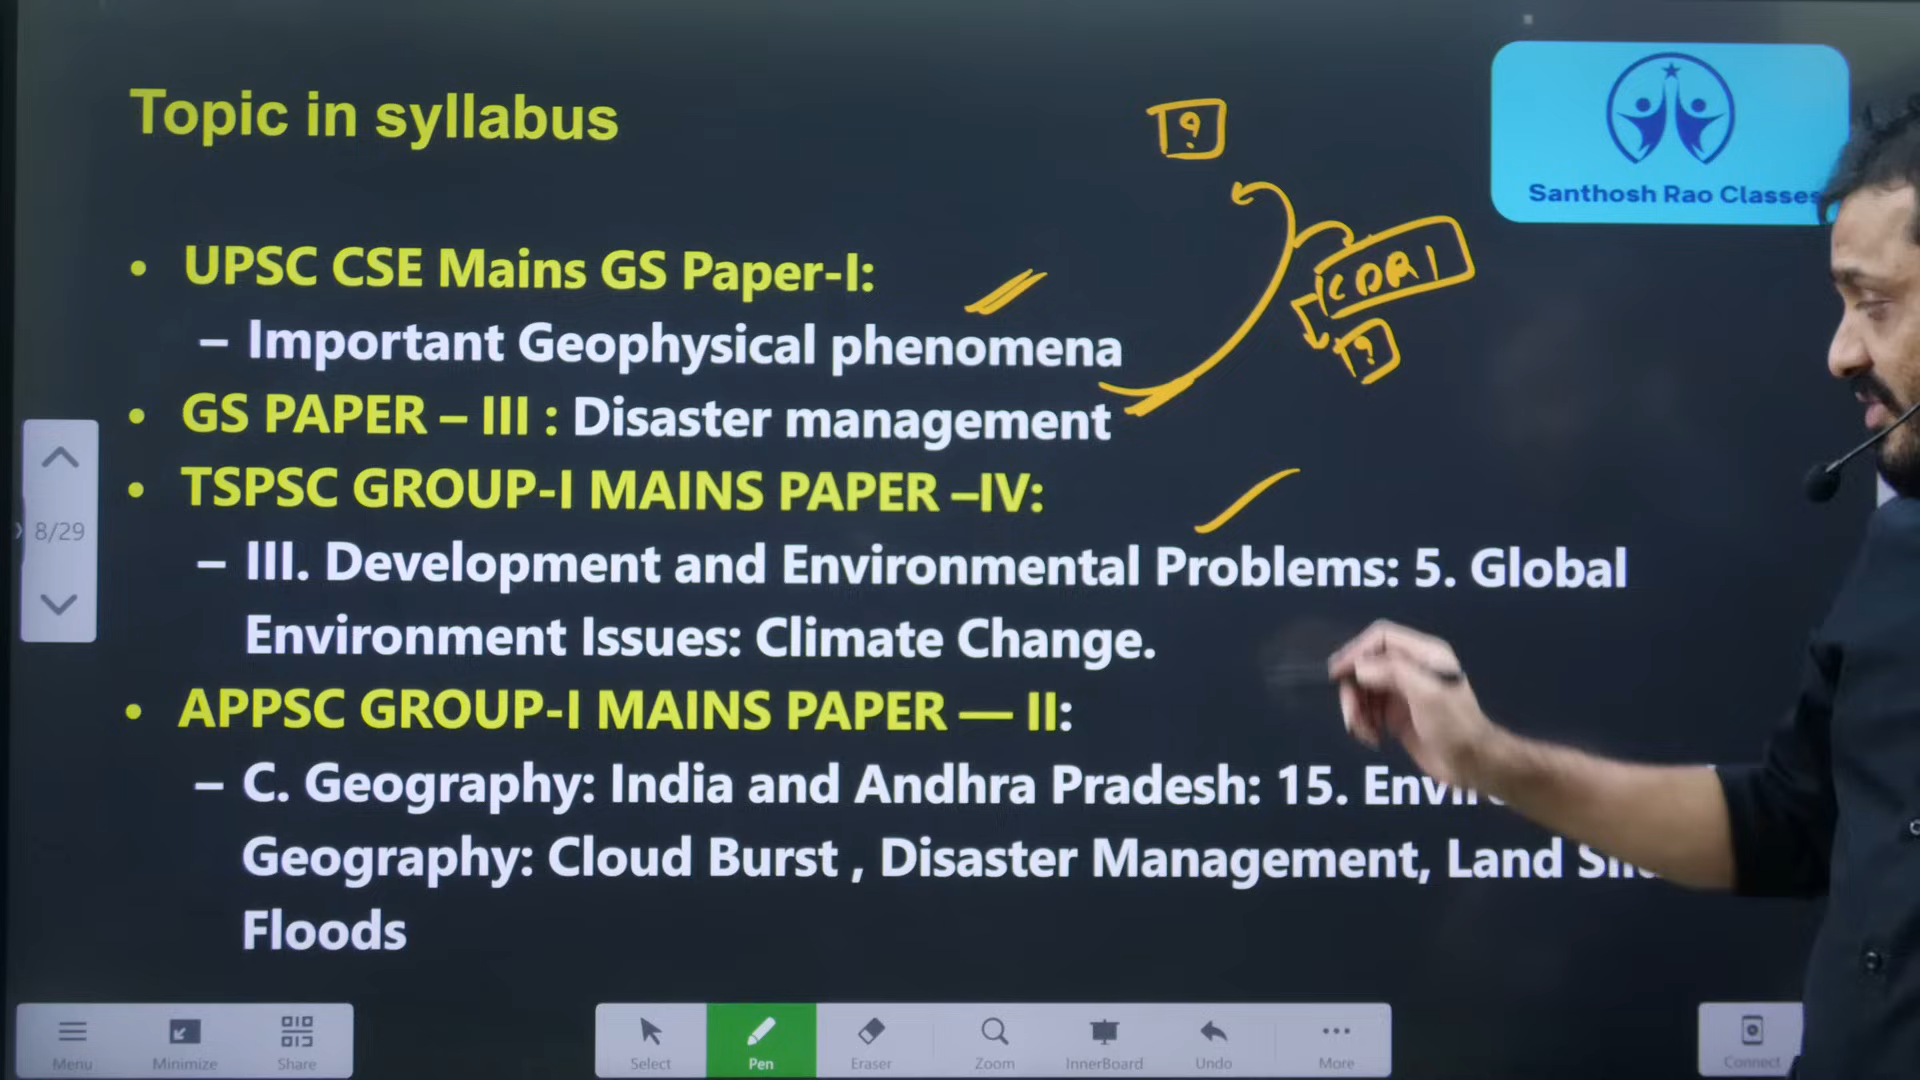 Topic in syllabus
?
Santhosh Rao Classes
• UPSC CSE Mains GS Paper-I:
– Important Geophysical phenomena
CDRI
?
• GS PAPER – III : Disaster management
• TSPSC GROUP-I MAINS PAPER –IV:
– III. Development and Environmental Problems: 5. Global
Environment Issues: Climate Change.
• APPSC GROUP-I MAINS PAPER — II:
– C. Geography: India and Andhra Pradesh: 15.
Geography: Cloud Burst , Disaster Management, Land
Floods
8/29
Menu
Minimize
Share
Select
Pen
Eraser
Zoom
InnerBoard
Undo
More
Connect